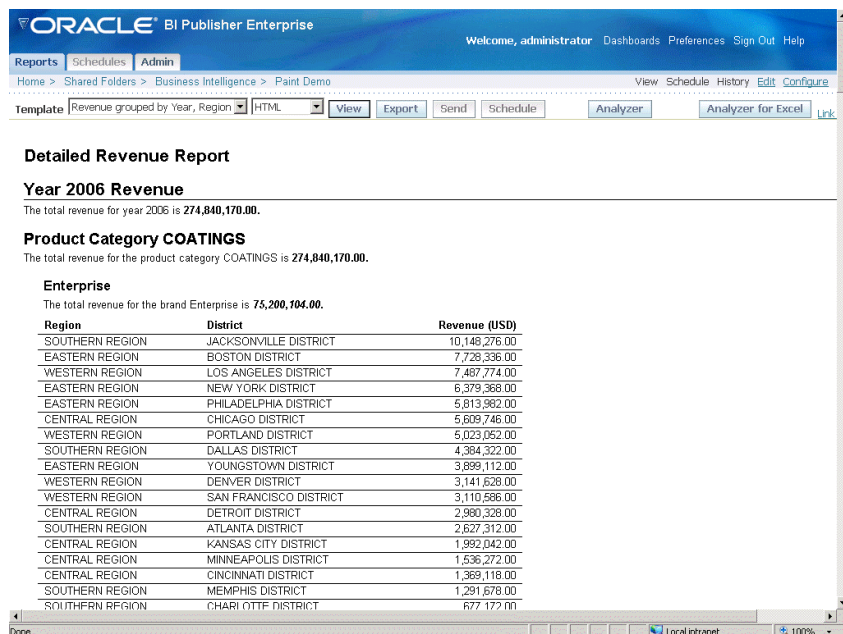 ORACLE BI Publisher Enterprise
Welcome, administrator Dashboards Preferences Sign Out Help
Reports Schedules Admin
Home > Shared Folders > Business Intelligence > Paint Demo View Schedule History Edit Configure
Template Revenue grouped by Year, Region HTML View Export Send Schedule Analyzer Analyzer for Excel Link
Detailed Revenue Report
Year 2006 Revenue
The total revenue for year 2006 is 274,840,170.00.
Product Category COATINGS
The total revenue for the product category COATINGS is 274,840,170.00.
Enterprise
The total revenue for the brand Enterprise is 75,200,104.00.
Region District Revenue (USD)
SOUTHERN REGION JACKSONVILLE DISTRICT 10,148,276.00
EASTERN REGION BOSTON DISTRICT 7,728,336.00
WESTERN REGION LOS ANGELES DISTRICT 7,487,774.00
EASTERN REGION NEW YORK DISTRICT 6,379,368.00
EASTERN REGION PHILADELPHIA DISTRICT 5,813,982.00
CENTRAL REGION CHICAGO DISTRICT 5,609,746.00
WESTERN REGION PORTLAND DISTRICT 5,023,052.00
SOUTHERN REGION DALLAS DISTRICT 4,384,322.00
EASTERN REGION YOUNGSTOWN DISTRICT 3,899,112.00
WESTERN REGION DENVER DISTRICT 3,141,628.00
WESTERN REGION SAN FRANCISCO DISTRICT 3,110,586.00
CENTRAL REGION DETROIT DISTRICT 2,980,328.00
SOUTHERN REGION ATLANTA DISTRICT 2,627,312.00
CENTRAL REGION KANSAS CITY DISTRICT 1,992,042.00
CENTRAL REGION MINNEAPOLIS DISTRICT 1,536,272.00
CENTRAL REGION CINCINNATI DISTRICT 1,369,118.00
SOUTHERN REGION MEMPHIS DISTRICT 1,291,678.00
SOUTHERN REGION CHARLOTTE DISTRICT 677,172.00
Done Local intranet 100%